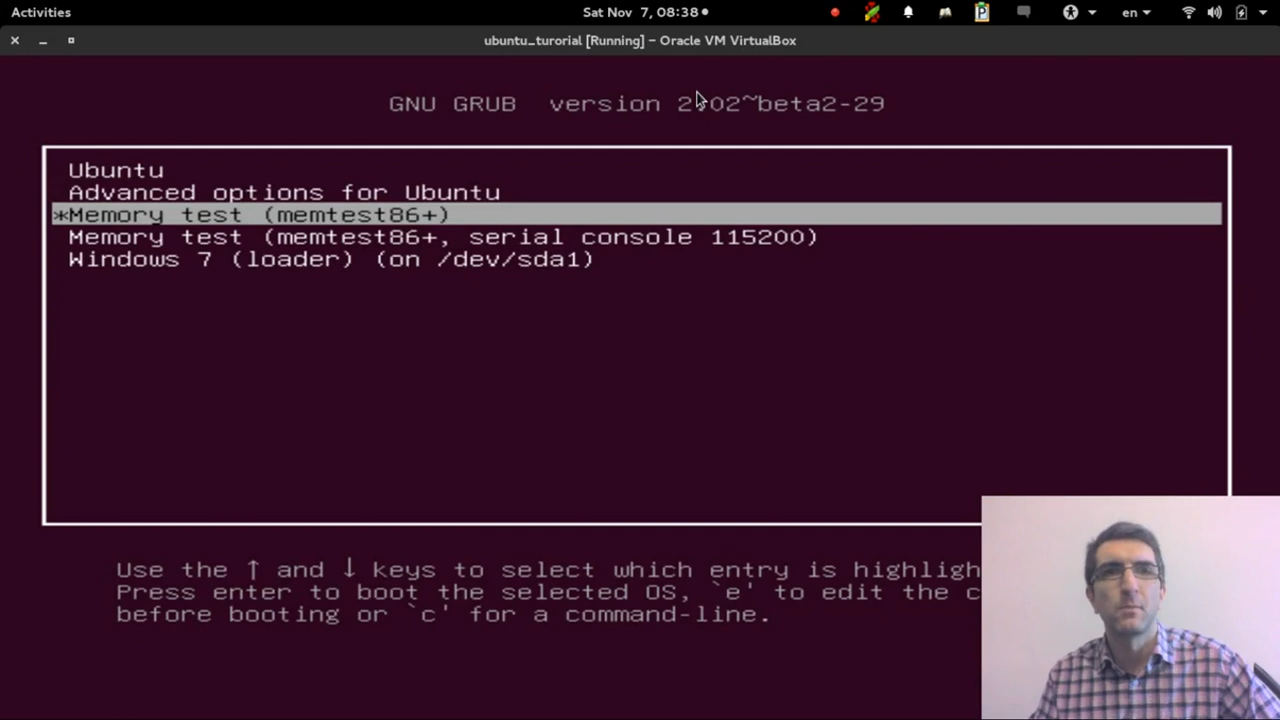 Activities
Sat Nov 7, 08:38
en
ubuntu_turorial [Running] – Oracle VM VirtualBox
GNU GRUB version 2.02~beta2-29
Ubuntu
Advanced options for Ubuntu
*Memory test (memtest86+)
Memory test (memtest86+, serial console 115200)
Windows 7 (loader) (on /dev/sda1)
Use the ↑ and ↓ keys to select which entry is highligh
Press enter to boot the selected OS, `e' to edit the c
before booting or `c' for a command-line.